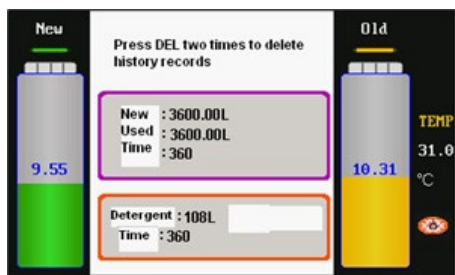 New
Press DEL two times to delete
history records
Old
New : 3600.00L
Used : 3600.00L
Time : 360
TEMP
31.0
°C
9.55
10.31
Detergent : 108L
Time : 360